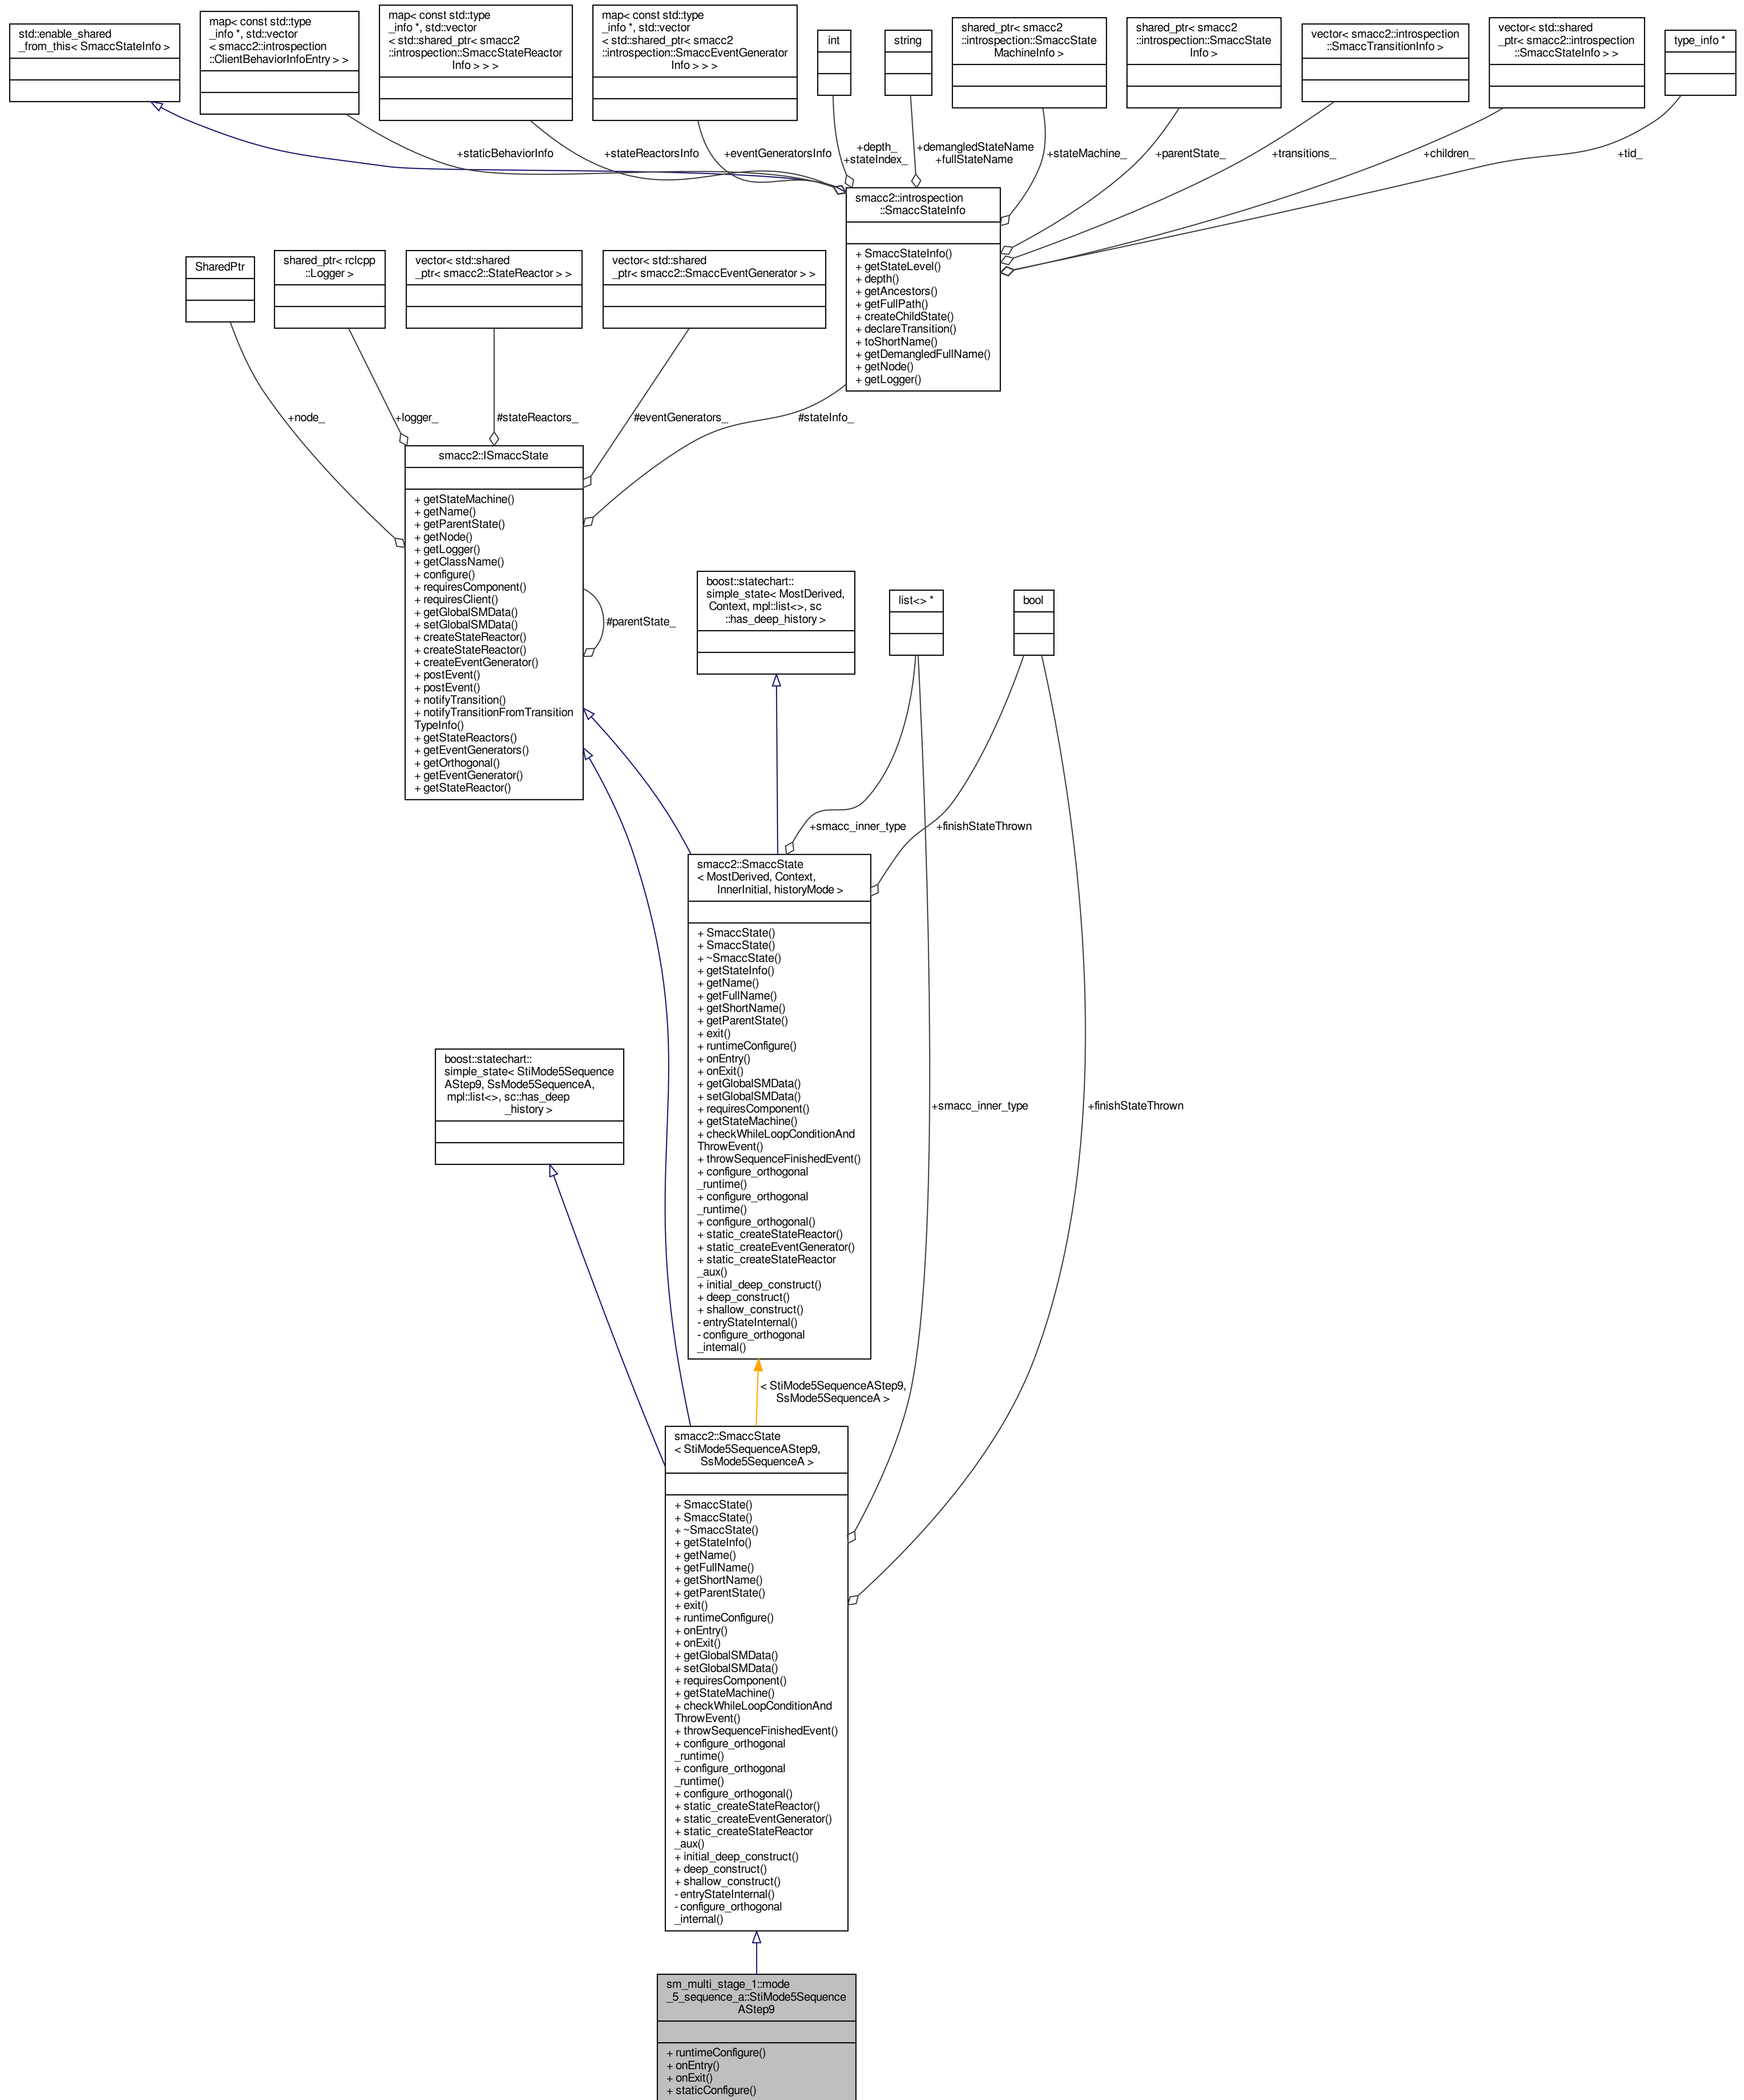 std::enable_shared
_from_this< SmaccStateInfo >
map< const std::type
_info *, std::vector
< smacc2::introspection
::ClientBehaviorInfoEntry > >
map< const std::type
_info *, std::vector
< std::shared_ptr< smacc2
::introspection::StateReactor
Info > > >
map< const std::type
_info *, std::vector
< std::shared_ptr< smacc2
::introspection::SmaccEventGenerator
Info > > >
int
string
shared_ptr< smacc2
::introspection::SmaccState
MachineInfo >
shared_ptr< smacc2
::introspection::SmaccState
Info >
vector< smacc2::introspection
::SmaccTransitionInfo >
vector< std::shared
_ptr< smacc2::introspection
::SmaccStateInfo > >
type_info *
+staticBehaviorInfo
+stateReactorsInfo
+eventGeneratorsInfo
+depth_
+stateIndex_
+demangledStateName
+fullStateName
+stateMachine_
+parentState_
+transitions_
+children_
+tid_
smacc2::introspection
::SmaccStateInfo
+ SmaccStateInfo()
+ getStateLevel()
+ depth()
+ getAncestors()
+ getFullPath()
+ createChildState()
+ declareTransition()
+ toShortName()
+ getDemangledFullName()
+ getNode()
+ getLogger()
SharedPtr
shared_ptr< rclcpp
::Logger >
vector< std::shared
_ptr< smacc2::StateReactor > >
vector< std::shared
_ptr< smacc2::SmaccEventGenerator > >
+node_
+logger_
#stateReactors_
#eventGenerators_
#stateInfo_
smacc2::ISmaccState
+ getStateMachine()
+ getName()
+ getParentState()
+ getNode()
+ getLogger()
+ getClassName()
+ configure()
+ requiresComponent()
+ requiresClient()
+ getGlobalSMData()
+ setGlobalSMData()
+ createStateReactor()
+ createStateReactor()
+ createEventGenerator()
+ postEvent()
+ postEvent()
+ notifyTransition()
+ notifyTransitionFromTransition
TypeInfo()
+ getStateReactors()
+ getEventGenerators()
+ getOrthogonal()
+ getEventGenerator()
+ getStateReactor()
#parentState_
boost::statechart::
simple_state< MostDerived,
Context, mpl::list<>, sc
::has_deep_history >
list<> *
bool
+smacc_inner_type
+finishStateThrown
smacc2::SmaccState
< MostDerived, Context,
InnerInitial, historyMode >
+ SmaccState()
+ SmaccState()
+ ~SmaccState()
+ getStateInfo()
+ getName()
+ getFullName()
+ getShortName()
+ getParentState()
+ exit()
+ runtimeConfigure()
+ onEntry()
+ onExit()
+ getGlobalSMData()
+ setGlobalSMData()
+ requiresComponent()
+ getStateMachine()
+ checkWhileLoopConditionAnd
ThrowEvent()
+ throwSequenceFinishedEvent()
+ configure_orthogonal
_runtime()
+ configure_orthogonal
_runtime()
+ configure_orthogonal()
+ static_createStateReactor()
+ static_createEventGenerator()
+ static_createStateReactor
_aux()
+ initial_deep_construct()
+ deep_construct()
+ shallow_construct()
- entryStateInternal()
- configure_orthogonal
_internal()
boost::statechart::
simple_state< StiMode5Sequence
AStep9, SsMode5SequenceA,
mpl::list<>, sc::has_deep
_history >
+smacc_inner_type
+finishStateThrown
< StiMode5SequenceAStep9,
SsMode5SequenceA >
smacc2::SmaccState
< StiMode5SequenceAStep9,
SsMode5SequenceA >
+ SmaccState()
+ SmaccState()
+ ~SmaccState()
+ getStateInfo()
+ getName()
+ getFullName()
+ getShortName()
+ getParentState()
+ exit()
+ runtimeConfigure()
+ onEntry()
+ onExit()
+ getGlobalSMData()
+ setGlobalSMData()
+ requiresComponent()
+ getStateMachine()
+ checkWhileLoopConditionAnd
ThrowEvent()
+ throwSequenceFinishedEvent()
+ configure_orthogonal
_runtime()
+ configure_orthogonal
_runtime()
+ configure_orthogonal()
+ static_createStateReactor()
+ static_createEventGenerator()
+ static_createStateReactor
_aux()
+ initial_deep_construct()
+ deep_construct()
+ shallow_construct()
- entryStateInternal()
- configure_orthogonal
_internal()
sm_multi_stage_1::mode
_5_sequence_a::StiMode5Sequence
AStep9
+ runtimeConfigure()
+ onEntry()
+ onExit()
+ staticConfigure()